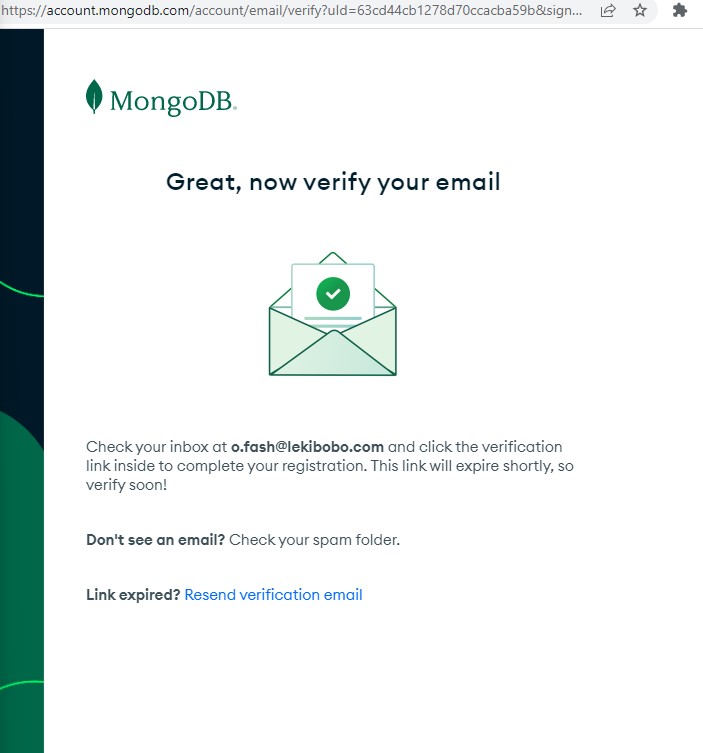 https://account.mongodb.com/account/email/verify?uId=63cd44cb1278d70ccacba59b&sign...
MongoDB.
Great, now verify your email
Check your inbox at o.fash@lekibobo.com and click the verification
link inside to complete your registration. This link will expire shortly, so
verify soon!
Don't see an email? Check your spam folder.
Link expired? Resend verification email